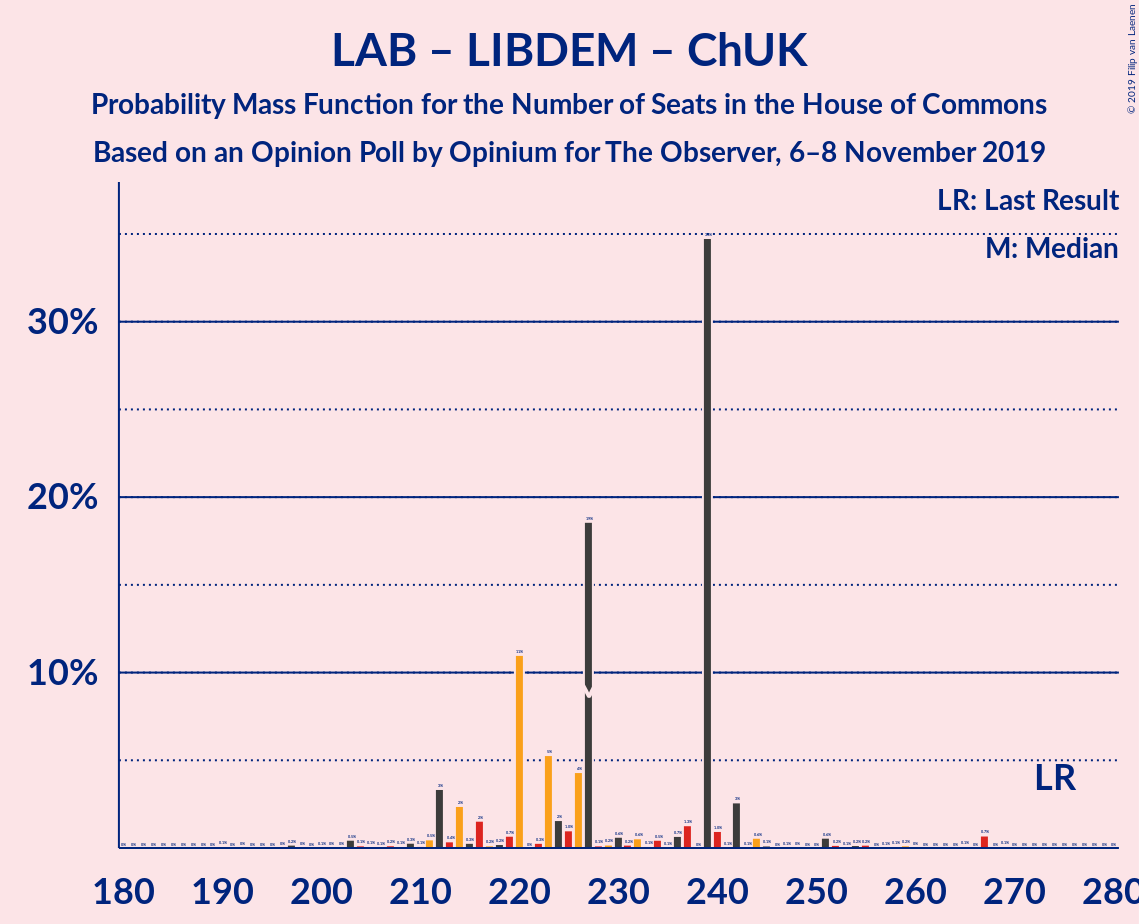 LAB – LIBDEM – ChUK
Probability Mass Function for the Number of Seats in the House of Commons
Based on an Opinion Poll by Opinium for The Observer, 6–8 November 2019
© 2019 Filip van Laenen
LR: Last Result
M: Median
30%
20%
10%
LR
180 190 200 210 220 230 240 250 260 270 280